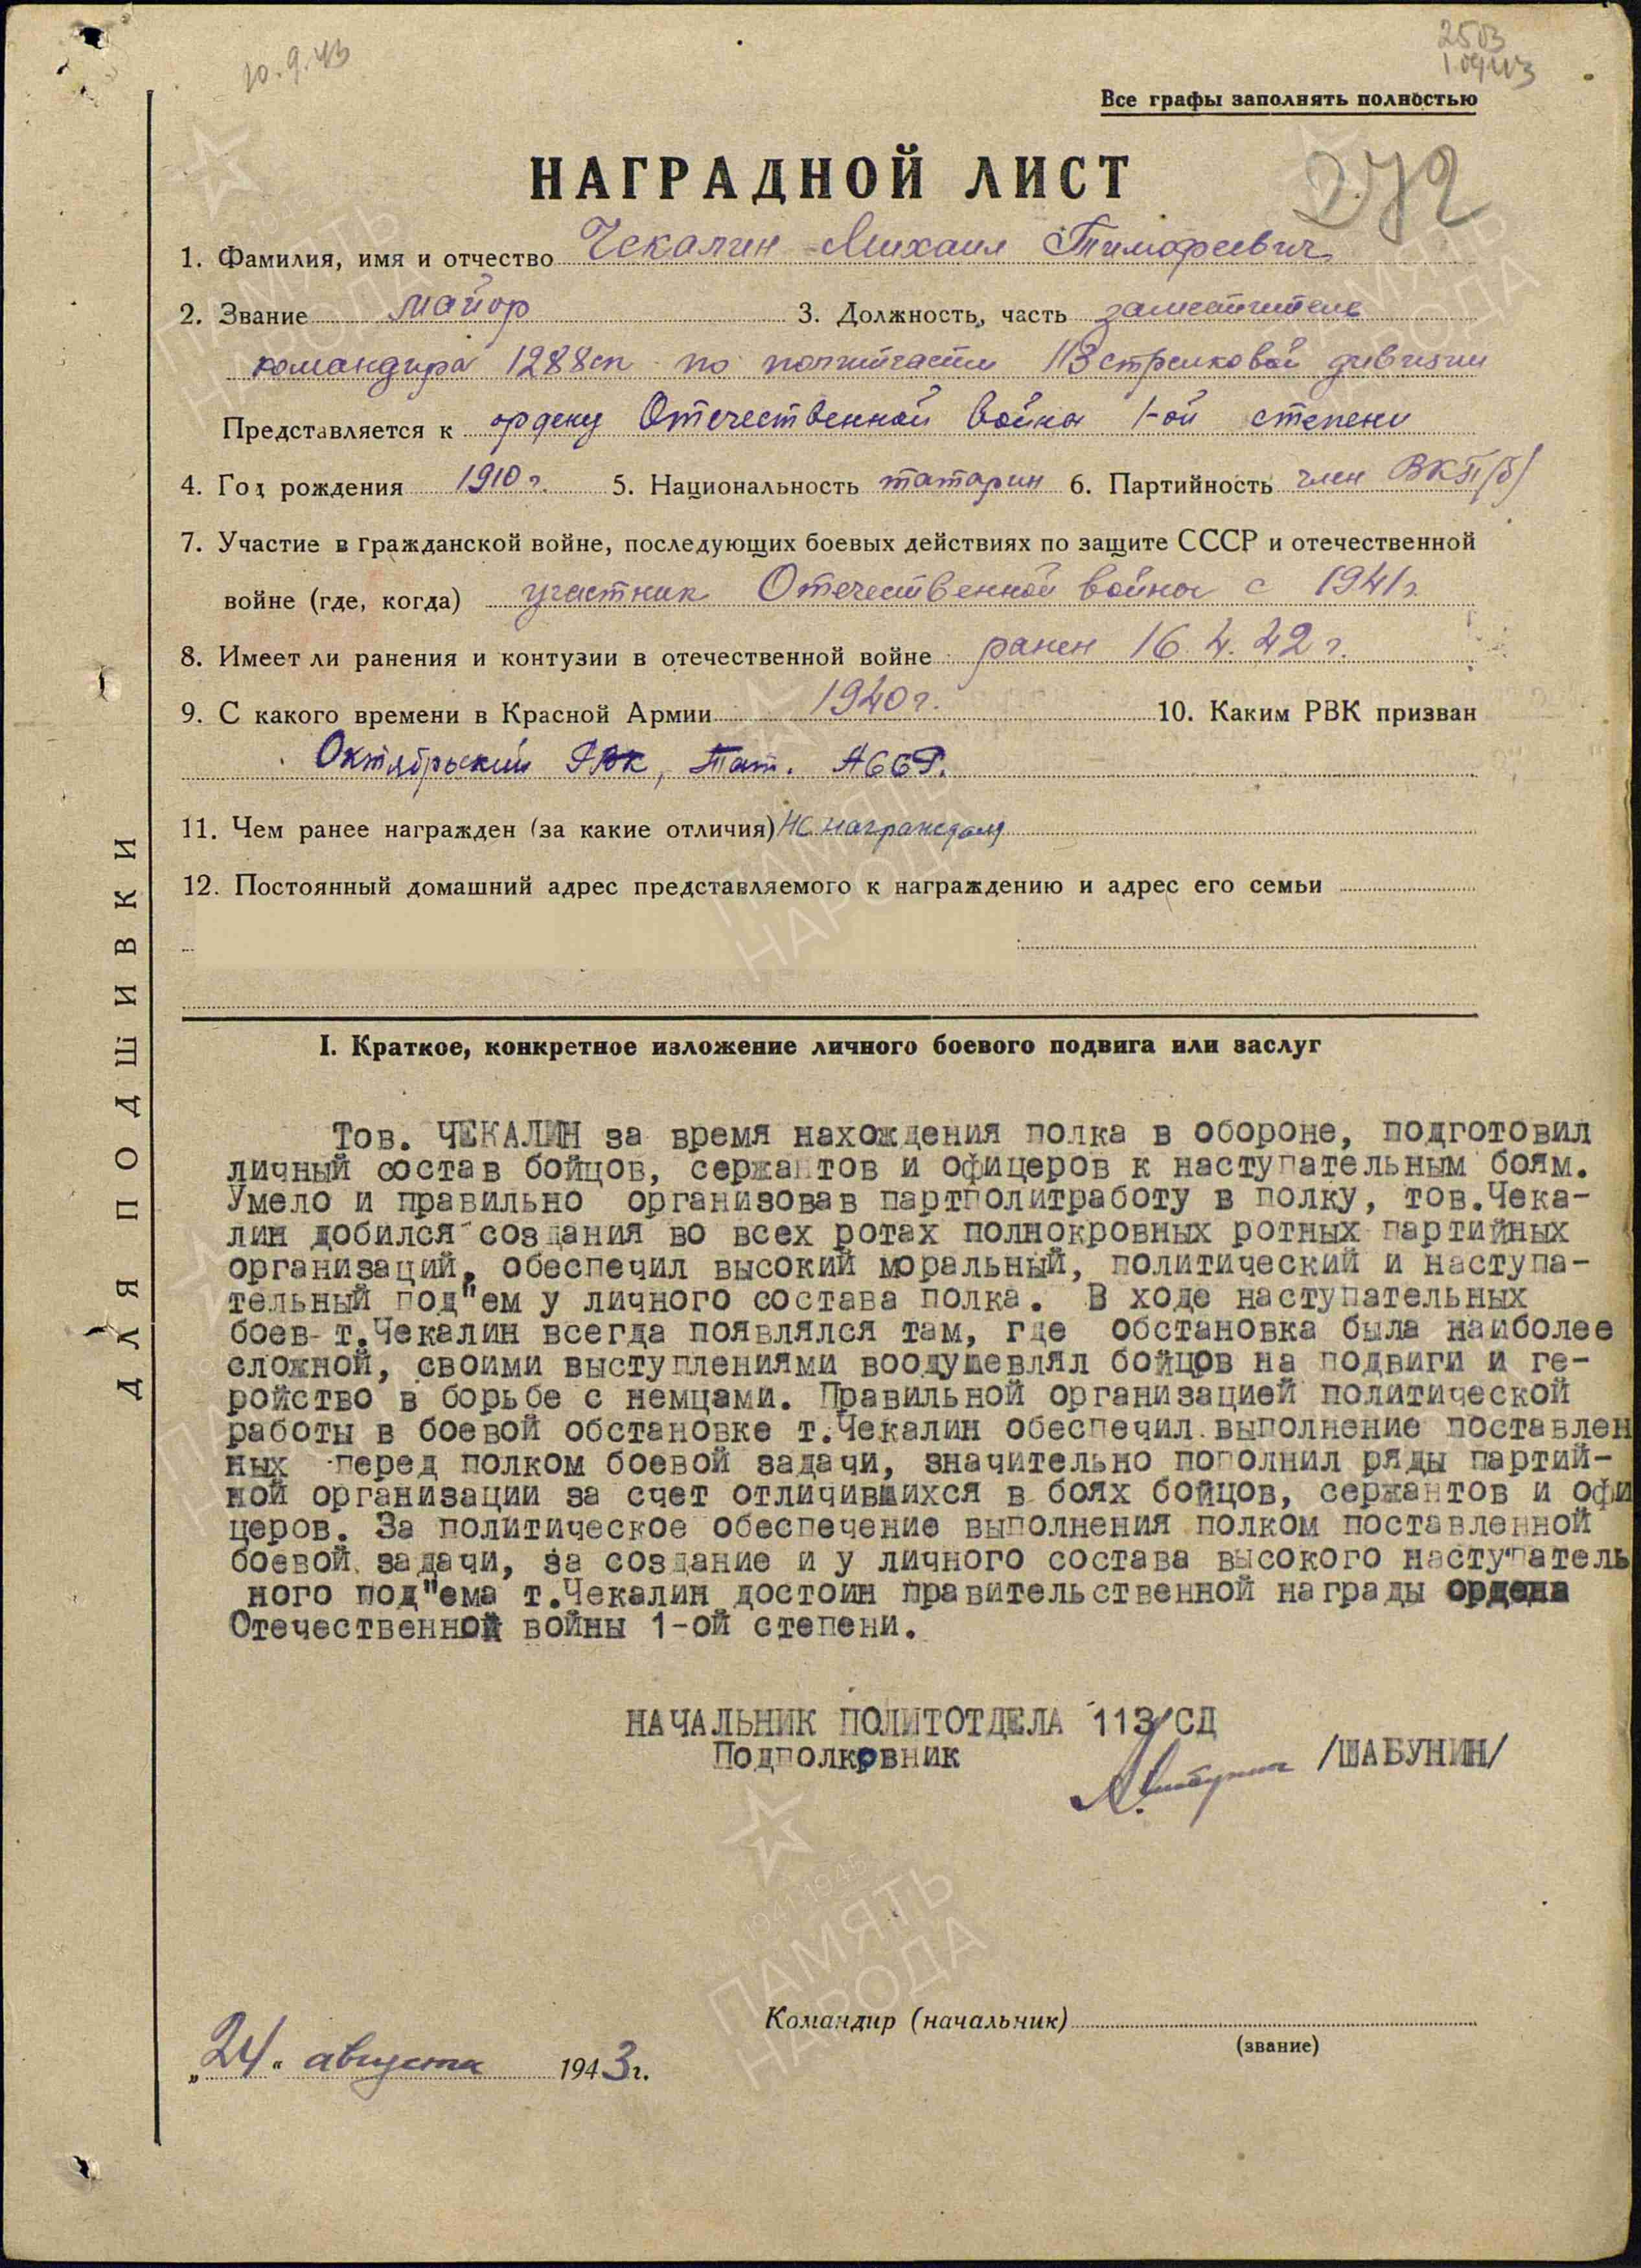 10.9.43
Все графы заполнять полностью
НАГРАДНОЙ ЛИСТ
1. Фамилия, имя и отчество Чекалин Михаил Тимофеевич
2. Звание майор 3. Должность, часть заместитель
командира 1288сп по политчасти 113 стрелковой дивизии
Представляется к ордену Отечественной войны 1-ой степени
4. Год рождения 1910 г. 5. Национальность татарин 6. Партийность член ВКП(б)
7. Участие в гражданской войне, последующих боевых действиях по защите СССР и отечественной
войне (где, когда) участник Отечественной войны с 1941 г.
8. Имеет ли ранения и контузии в отечественной войне ранен 16.4.42 г.
9. С какого времени в Красной Армии 1940 г. 10. Каким РВК призван
Октябрьский РВК, Тат. АССР.
11. Чем ранее награжден (за какие отличия) не награждался
12. Постоянный домашний адрес представляемого к награждению и адрес его семьи
I. Краткое, конкретное изложение личного боевого подвига или заслуг
Тов. ЧЕКАЛИН за время нахождения полка в обороне, подготовил
личный состав бойцов, сержантов и офицеров к наступательным боям.
Умело и правильно организовав партполитработу в полку, тов.Чека-
лин добился создания во всех ротах полнокровных ротных партийных
организаций, обеспечил высокий моральный, политический и наступа-
тельный под"ем у личного состава полка. В ходе наступательных
боев т.Чекалин всегда появлялся там, где обстановка была наиболее
сложной, своими выступлениями воодушевлял бойцов на подвиги и ге-
ройство в борьбе с немцами. Правильной организацией политической
работы в боевой обстановке т.Чекалин обеспечил выполнение поставлен
ных перед полком боевой задачи, значительно пополнил ряды партий-
ной организации за счет отличившихся в боях бойцов, сержантов и офи
церов. За политическое обеспечение выполнения полком поставленной
боевой задачи, за создание и у личного состава высокого наступатель
ного под"ема т.Чекалин достоин правительственной награды ордена
Отечественной войны 1-ой степени.
НАЧАЛЬНИК ПОЛИТОТДЕЛА 113 СД
Подполковник /ШАБУНИН/
Командир (начальник)
(звание)
„24“ августа 1943 г.
ДЛЯ ПОДШИВКИ
1941-1945
ПАМЯТЬ
НАРОДА